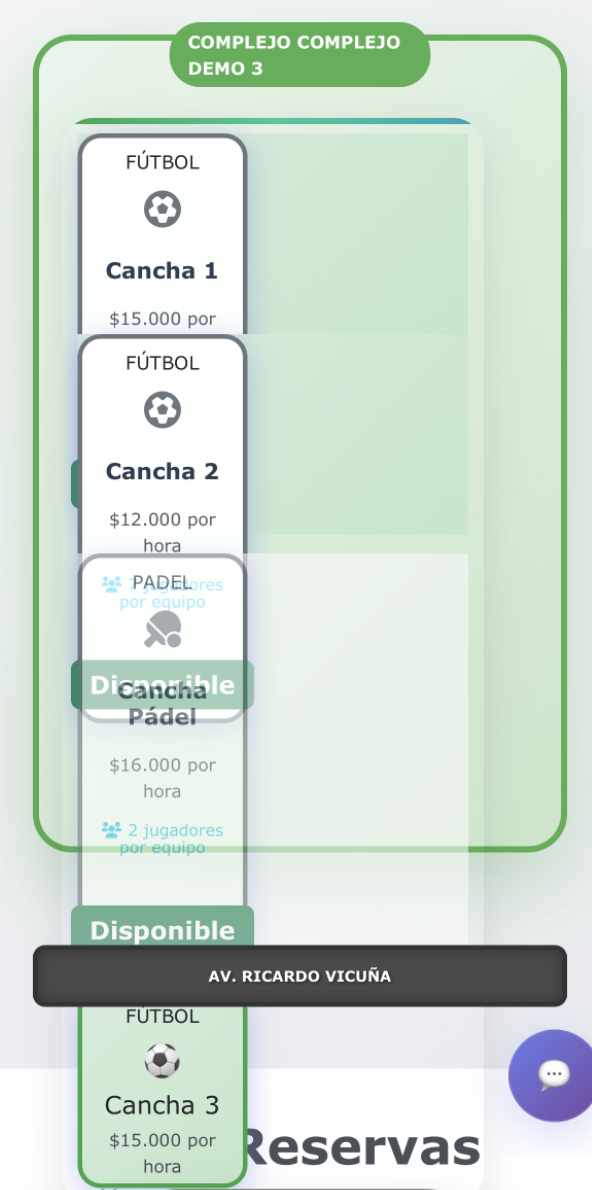 COMPLEJO COMPLEJO
DEMO 3
FÚTBOL
Cancha 1
$15.000 por
FÚTBOL
Cancha 2
$12.000 por
hora
PADEL
7 jugadores
por equipo
Disponible
Cancha
Pádel
$16.000 por
hora
2 jugadores
por equipo
Disponible
AV. RICARDO VICUÑA
FÚTBOL
Cancha 3
$15.000 por
hora
Reservas